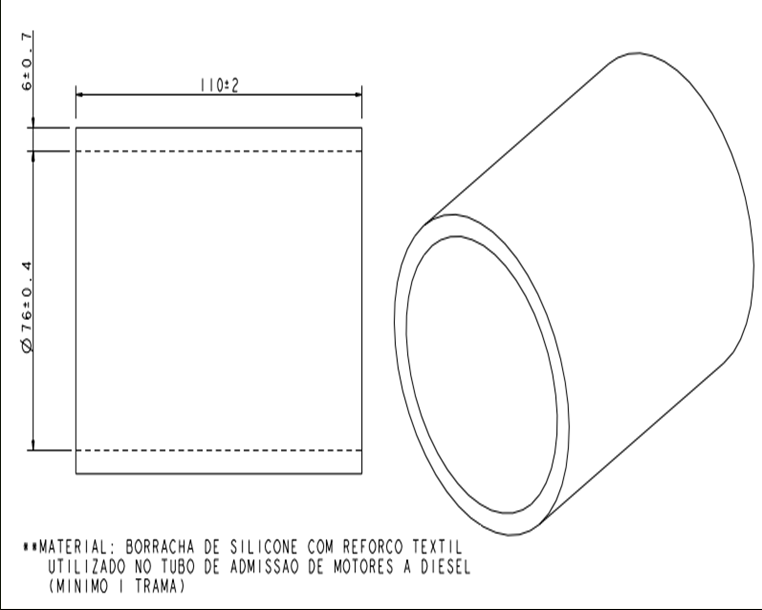 6±0.7
110±2
Ø76±0.4
**MATERIAL: BORRACHA DE SILICONE COM REFORCO TEXTIL
UTILIZADO NO TUBO DE ADMISSAO DE MOTORES A DIESEL
(MINIMO 1 TRAMA)